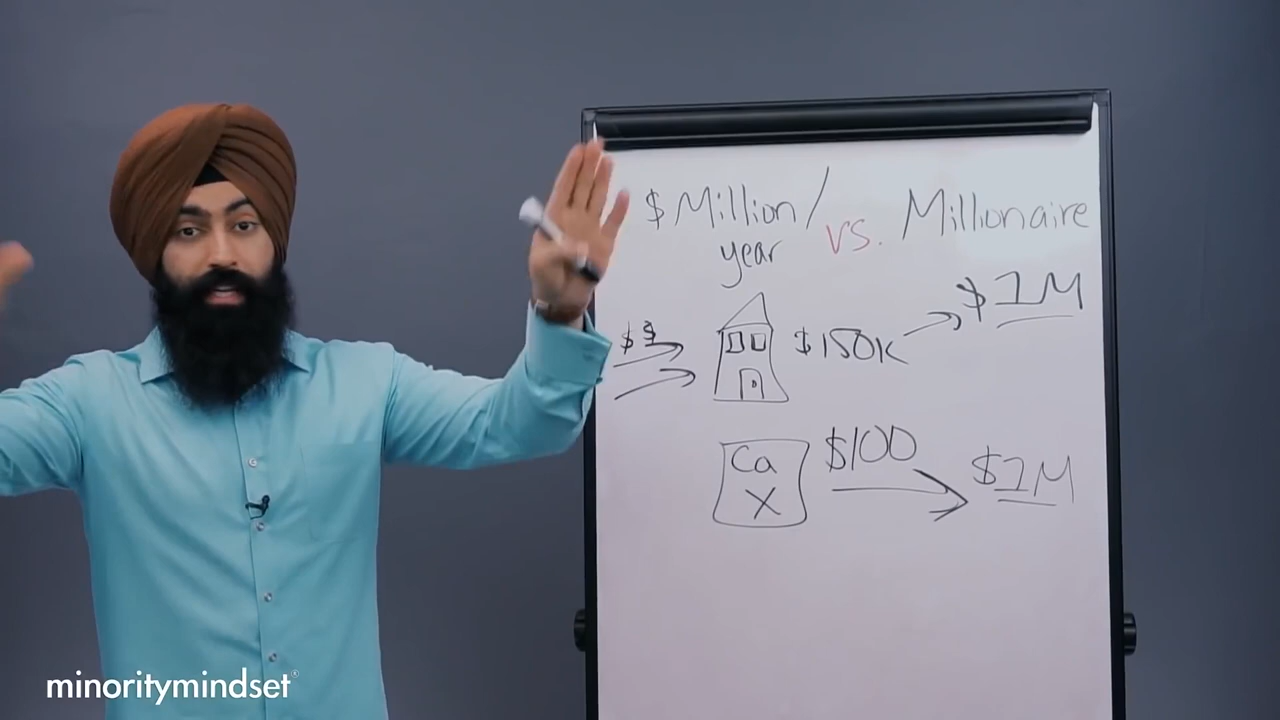 $ Million/ vs. Millionaire
year
$1M
$$ $150K
Ca $100
X $1M
minoritymindset®